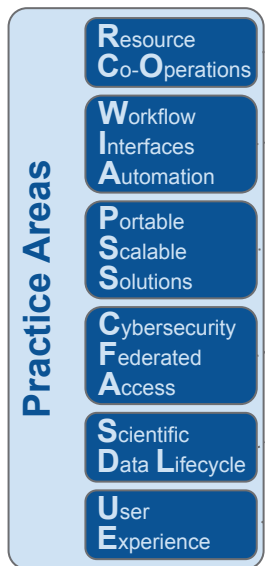 Practice Areas
Resource
Co-Operations
Workflow
Interfaces
Automation
Portable
Scalable
Solutions
Cybersecurity
Federated
Access
Scientific
Data Lifecycle
User
Experience